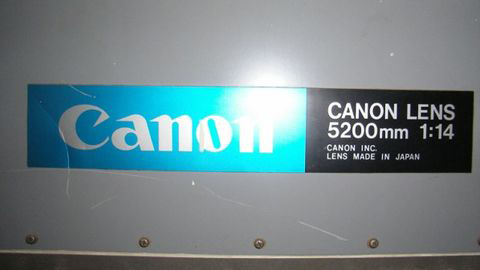 Canon
CANON LENS
5200mm 1:14
CANON INC.
LENS MADE IN JAPAN